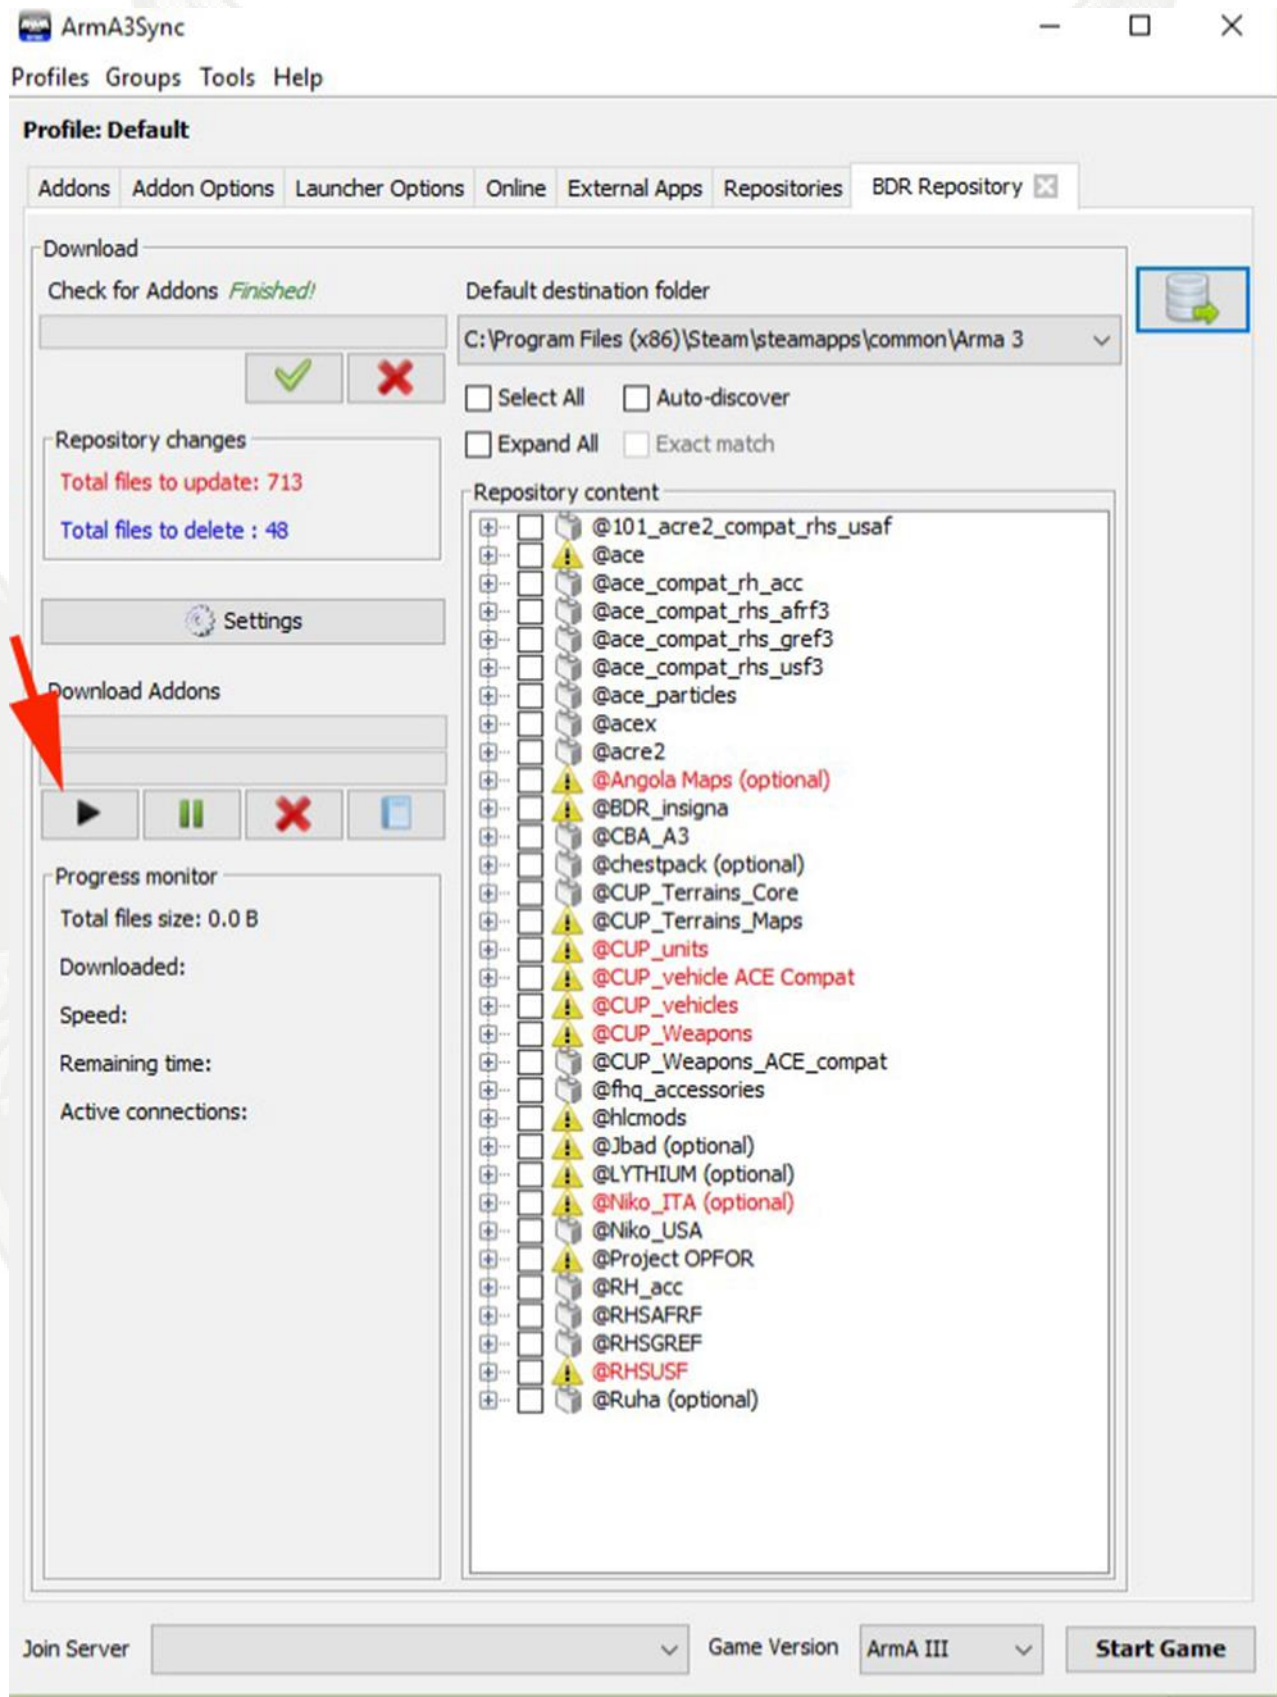 ArmA3Sync
Profiles Groups Tools Help
Profile: Default
Addons Addon Options Launcher Options Online External Apps Repositories BDR Repository
Download
Check for Addons Finished!
Repository changes
Total files to update: 713
Total files to delete : 48
Settings
Download Addons
Progress monitor
Total files size: 0.0 B
Downloaded:
Speed:
Remaining time:
Active connections:
Default destination folder
C:\Program Files (x86)\Steam\steamapps\common\Arma 3
Select All Auto-discover
Expand All Exact match
Repository content
@101_acre2_compat_rhs_usaf
@ace
@ace_compat_rh_acc
@ace_compat_rhs_afrf3
@ace_compat_rhs_gref3
@ace_compat_rhs_usf3
@ace_particles
@acex
@acre2
@Angola Maps (optional)
@BDR_insigna
@CBA_A3
@chestpack (optional)
@CUP_Terrains_Core
@CUP_Terrains_Maps
@CUP_units
@CUP_vehicle ACE Compat
@CUP_vehicles
@CUP_Weapons
@CUP_Weapons_ACE_compat
@fhq_accessories
@hlcmods
@Jbad (optional)
@LYTHIUM (optional)
@Niko_ITA (optional)
@Niko_USA
@Project OPFOR
@RH_acc
@RHSAFRF
@RHSGREF
@RHSUSF
@Ruha (optional)
Join Server Game Version ArmA III Start Game